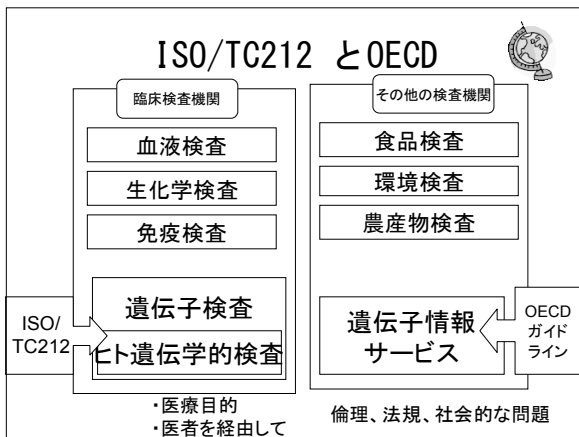 ISO/TC212 とOECD
臨床検査機関
血液検査
生化学検査
免疫検査
遺伝子検査
ヒト遺伝学的検査
ISO/
TC212
・医療目的
・医者を経由して
その他の検査機関
食品検査
環境検査
農産物検査
遺伝子情報
サービス
OECD
ガイド
ライン
倫理、法規、社会的な問題